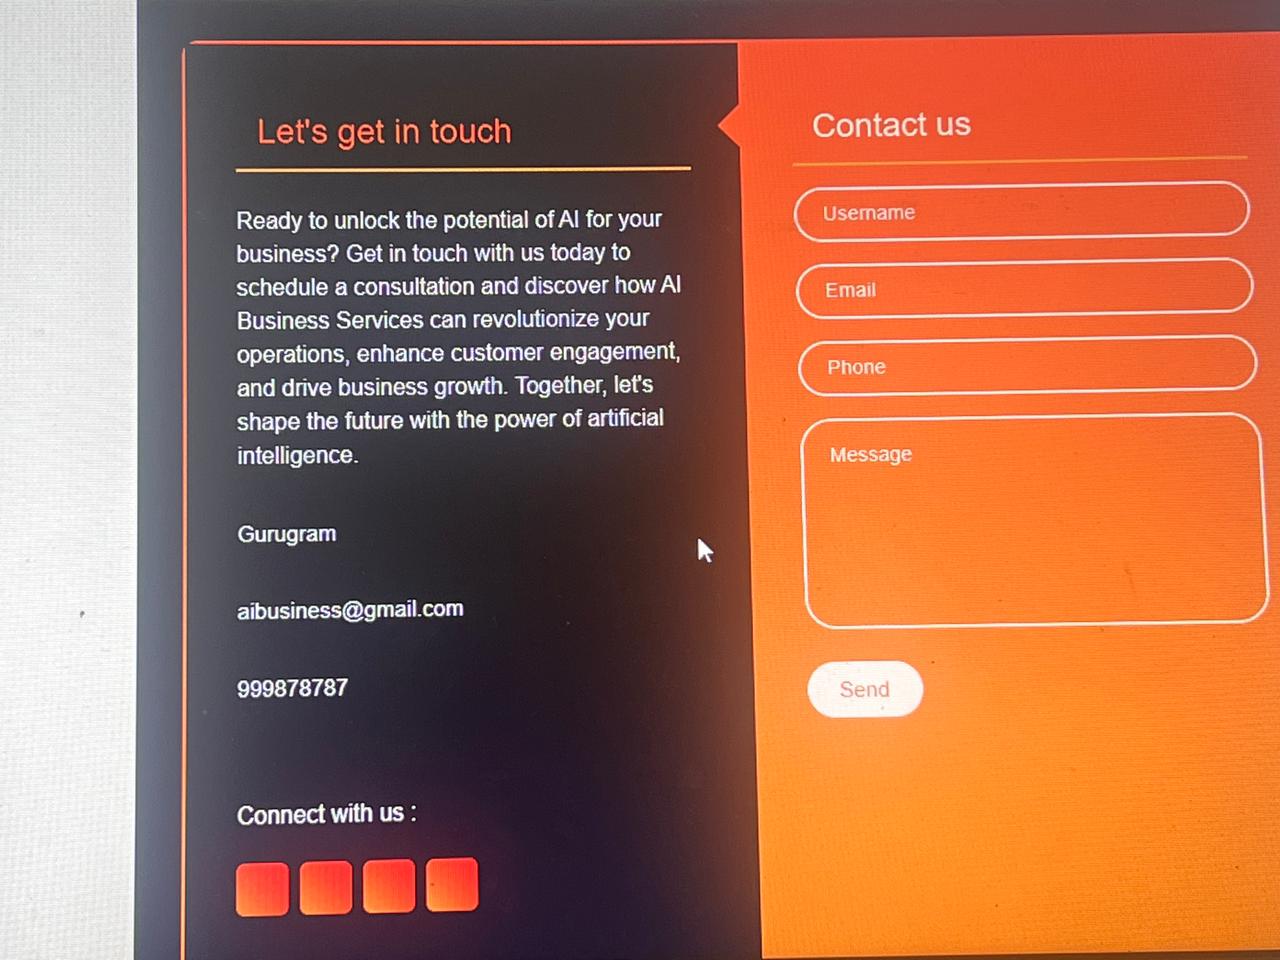 Let's get in touch
Ready to unlock the potential of AI for your
business? Get in touch with us today to
schedule a consultation and discover how AI
Business Services can revolutionize your
operations, enhance customer engagement,
and drive business growth. Together, let's
shape the future with the power of artificial
intelligence.
Gurugram
aibusiness@gmail.com
999878787
Connect with us :
Contact us
Username
Email
Phone
Message
Send